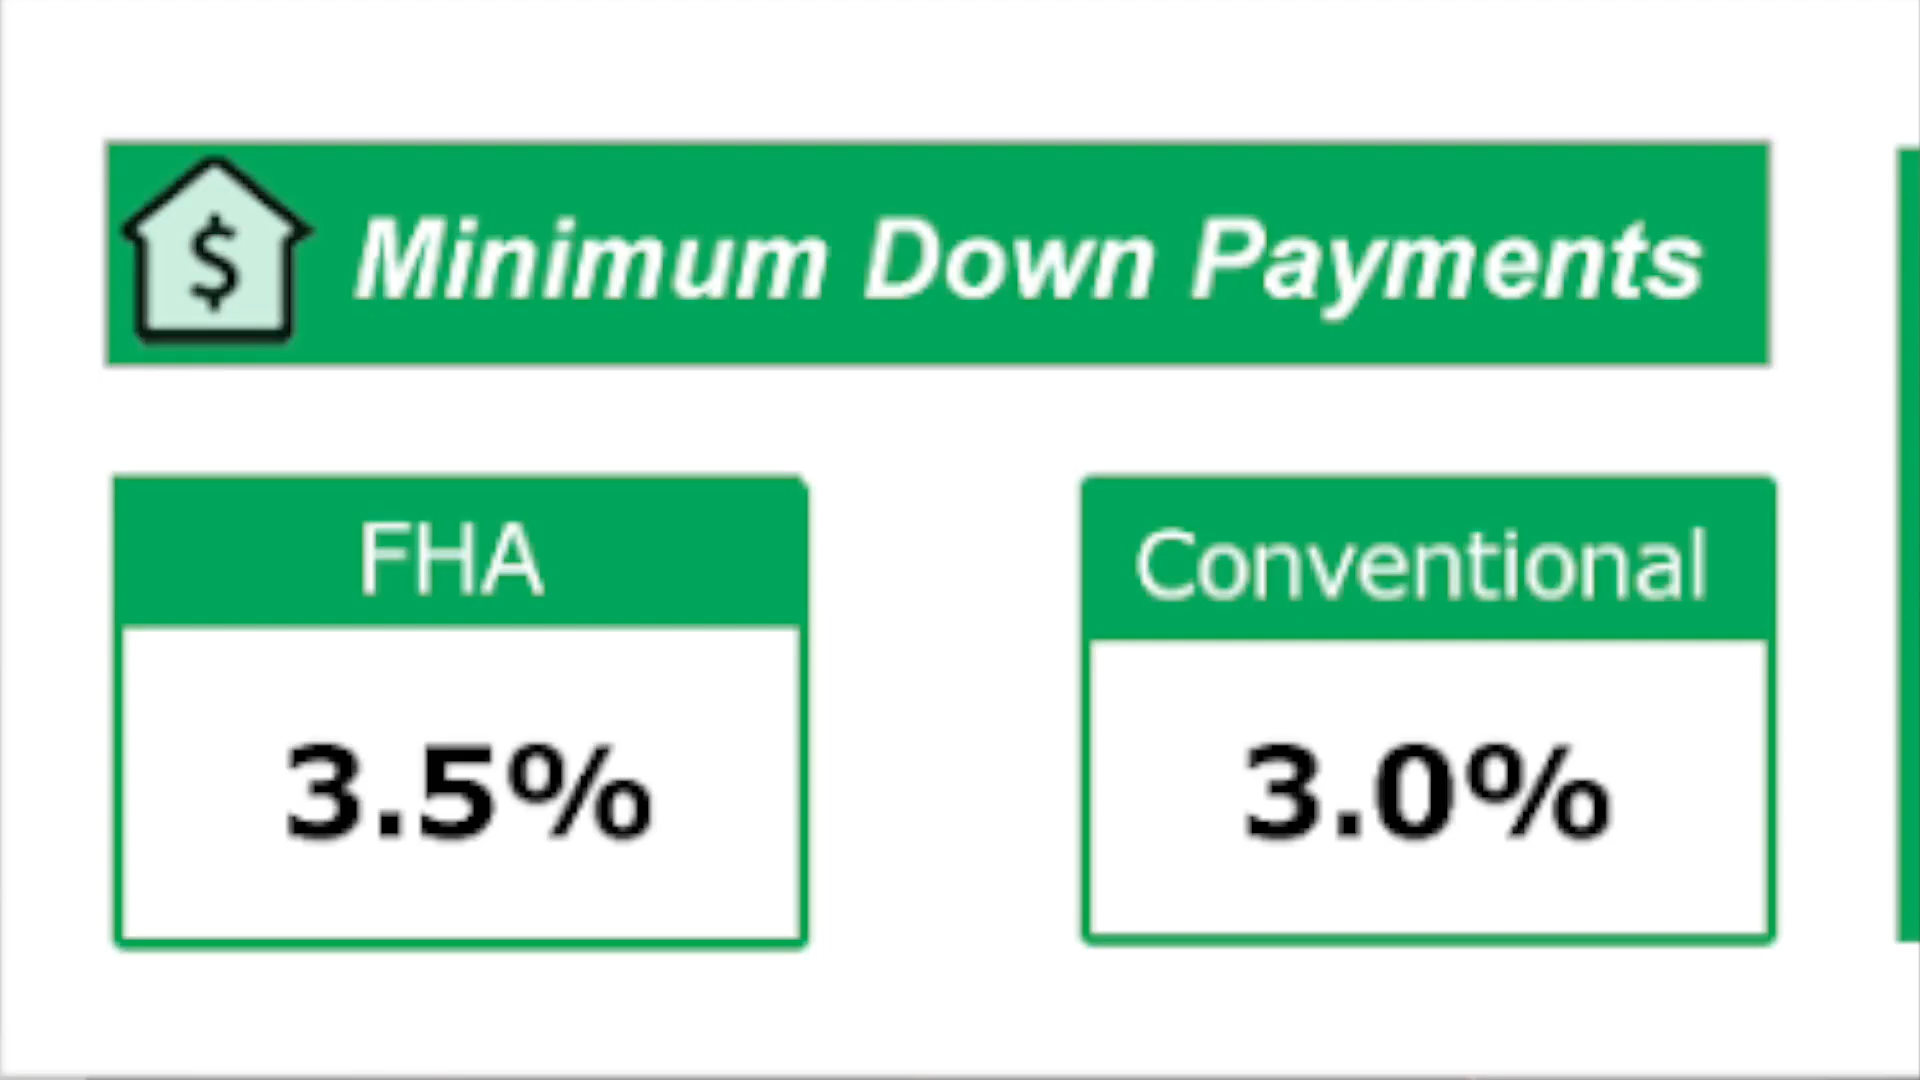 $
Minimum Down Payments
FHA
3.5%
Conventional
3.0%